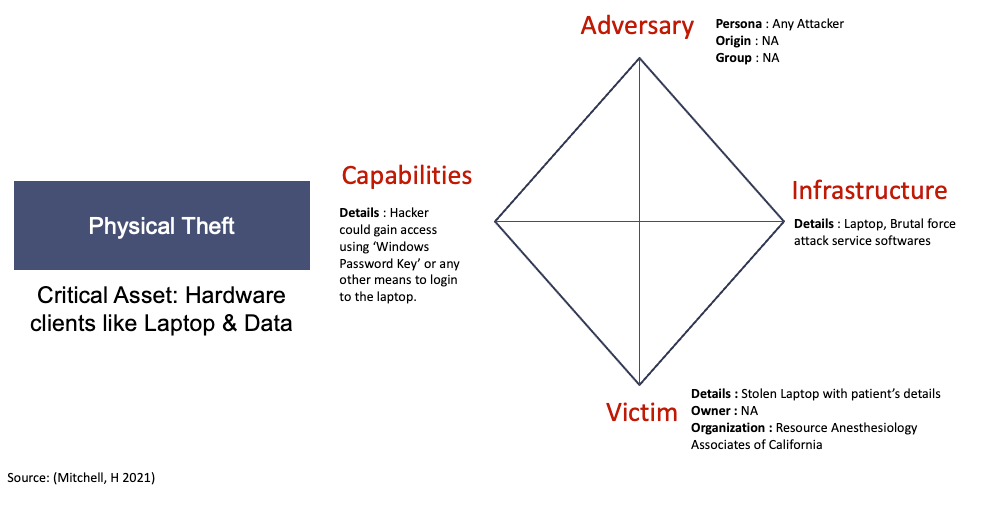 Adversary
Persona : Any Attacker
Origin : NA
Group : NA
Capabilities
Details : Hacker
could gain access
using ‘Windows
Password Key’ or any
other means to login
to the laptop.
Infrastructure
Details : Laptop, Brutal force
attack service softwares
Physical Theft
Critical Asset: Hardware
clients like Laptop & Data
Victim
Details : Stolen Laptop with patient’s details
Owner : NA
Organization : Resource Anesthesiology
Associates of California
Source: (Mitchell, H 2021)